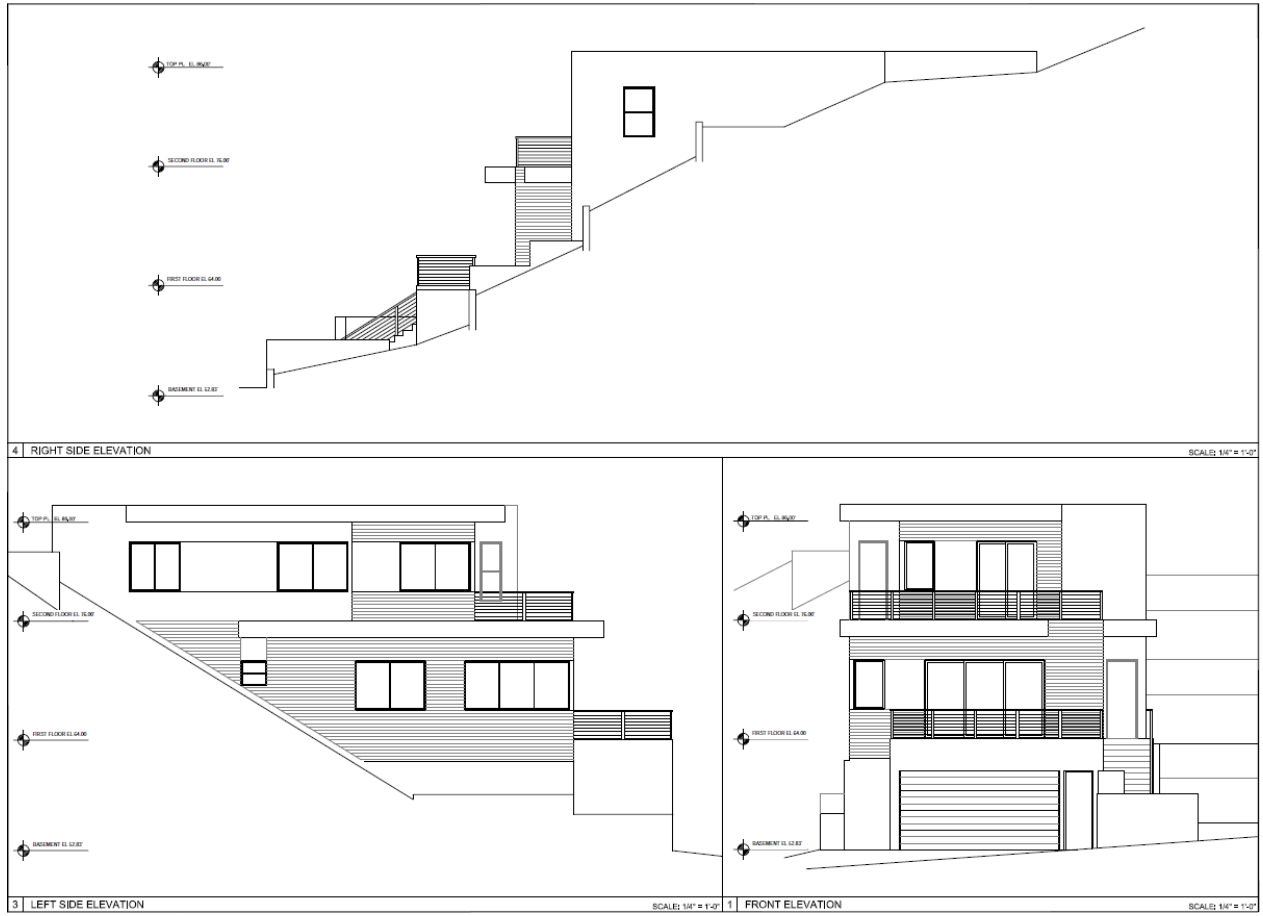 TOP PL. EL 86.00'
SECOND FLOOR EL 76.00'
FIRST FLOOR EL 64.00
BASEMENT EL 52.83'
4 RIGHT SIDE ELEVATION
SCALE: 1/4" = 1'-0"
TOP PL. EL 86.00'
SECOND FLOOR EL 76.00'
FIRST FLOOR EL 64.00
BASEMENT EL 52.83'
3 LEFT SIDE ELEVATION
SCALE: 1/4" = 1'-0"
TOP PL. EL 86.00'
SECOND FLOOR EL 76.00'
FIRST FLOOR EL 64.00
BASEMENT EL 52.83'
1 FRONT ELEVATION
SCALE: 1/4" = 1'-0"